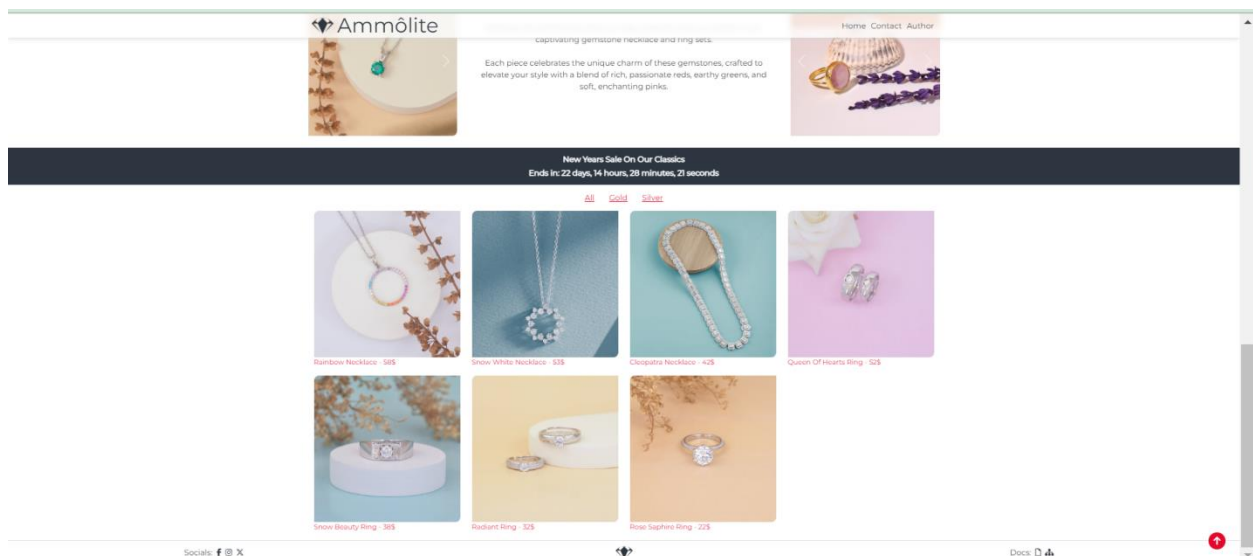 Ammôlite
Home Contact Author
captivating gemstone necklace and ring sets.
Each piece celebrates the unique charm of these gemstones, crafted to
elevate your style with a blend of rich, passionate reds, earthy greens, and
soft, enchanting pinks.
New Years Sale On Our Classics
Ends in: 22 days, 14 hours, 28 minutes, 21 seconds
All Gold Silver
Rainbow Necklace - 58$
Snow White Necklace - 53$
Cleopatra Necklace - 42$
Queen Of Hearts Ring - 52$
Snow Beauty Ring - 38$
Radiant Ring - 32$
Rose Saphire Ring - 22$
Socials:
Docs: